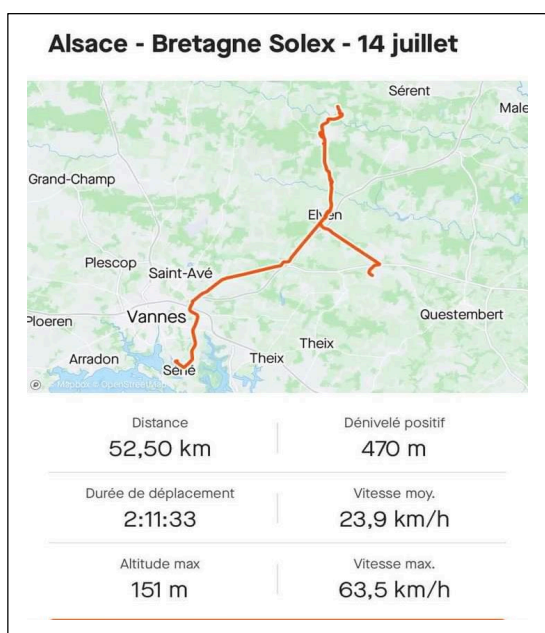 Alsace - Bretagne Solex - 14 juillet
Sérent
Male
Grand-Champ
Elven
Plescop
Saint-Avé
Ploeren
Vannes
Questembert
Arradon
Séné
Theix
Theix
© Mapbox © OpenStreetMap
Distance
52,50 km
Dénivelé positif
470 m
Durée de déplacement
2:11:33
Vitesse moy.
23,9 km/h
Altitude max
151 m
Vitesse max.
63,5 km/h